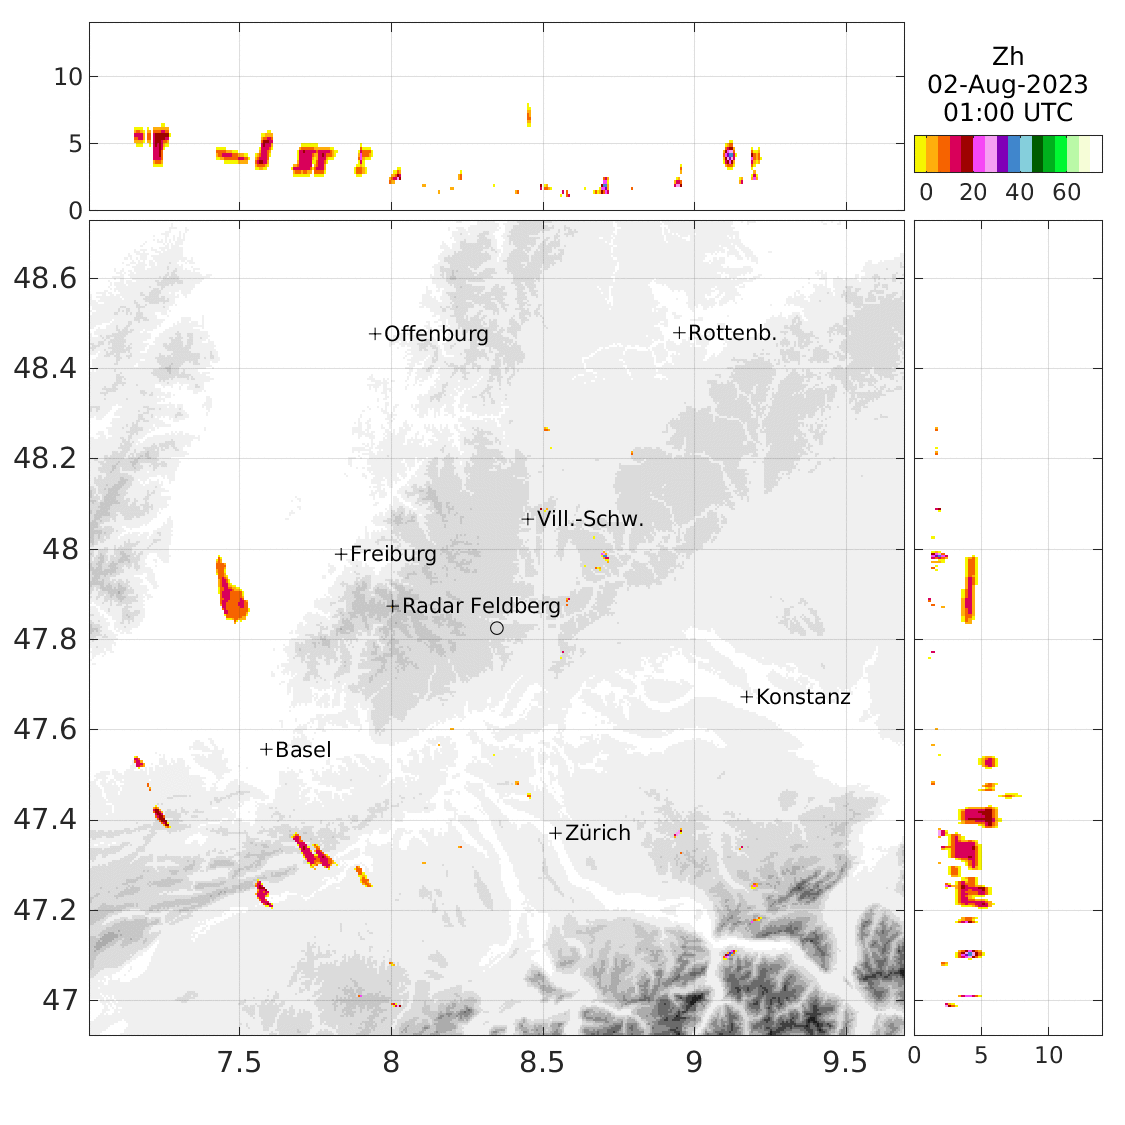 Zh
02-Aug-2023
01:00 UTC
0 20 40 60
10
5
0
48.6
48.4
48.2
48
47.8
47.6
47.4
47.2
47
Offenburg
Rottenb.
Vill.-Schw.
Freiburg
Radar Feldberg
Konstanz
Basel
Zürich
7.5 8 8.5 9 9.5
0 5 10